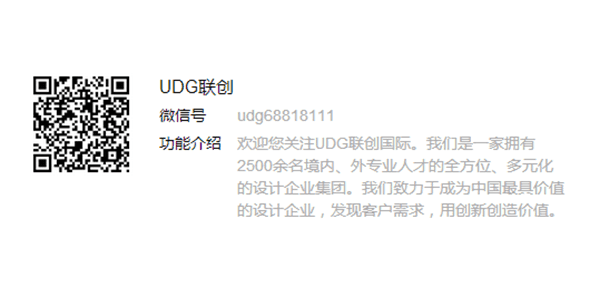 UDG联创
微信号 udg68818111
功能介绍 欢迎您关注UDG联创国际。我们是一家拥有
2500余名境内、外专业人才的全方位、多元化
的设计企业集团。我们致力于成为中国最具价值
的设计企业，发现客户需求，用创新创造价值。